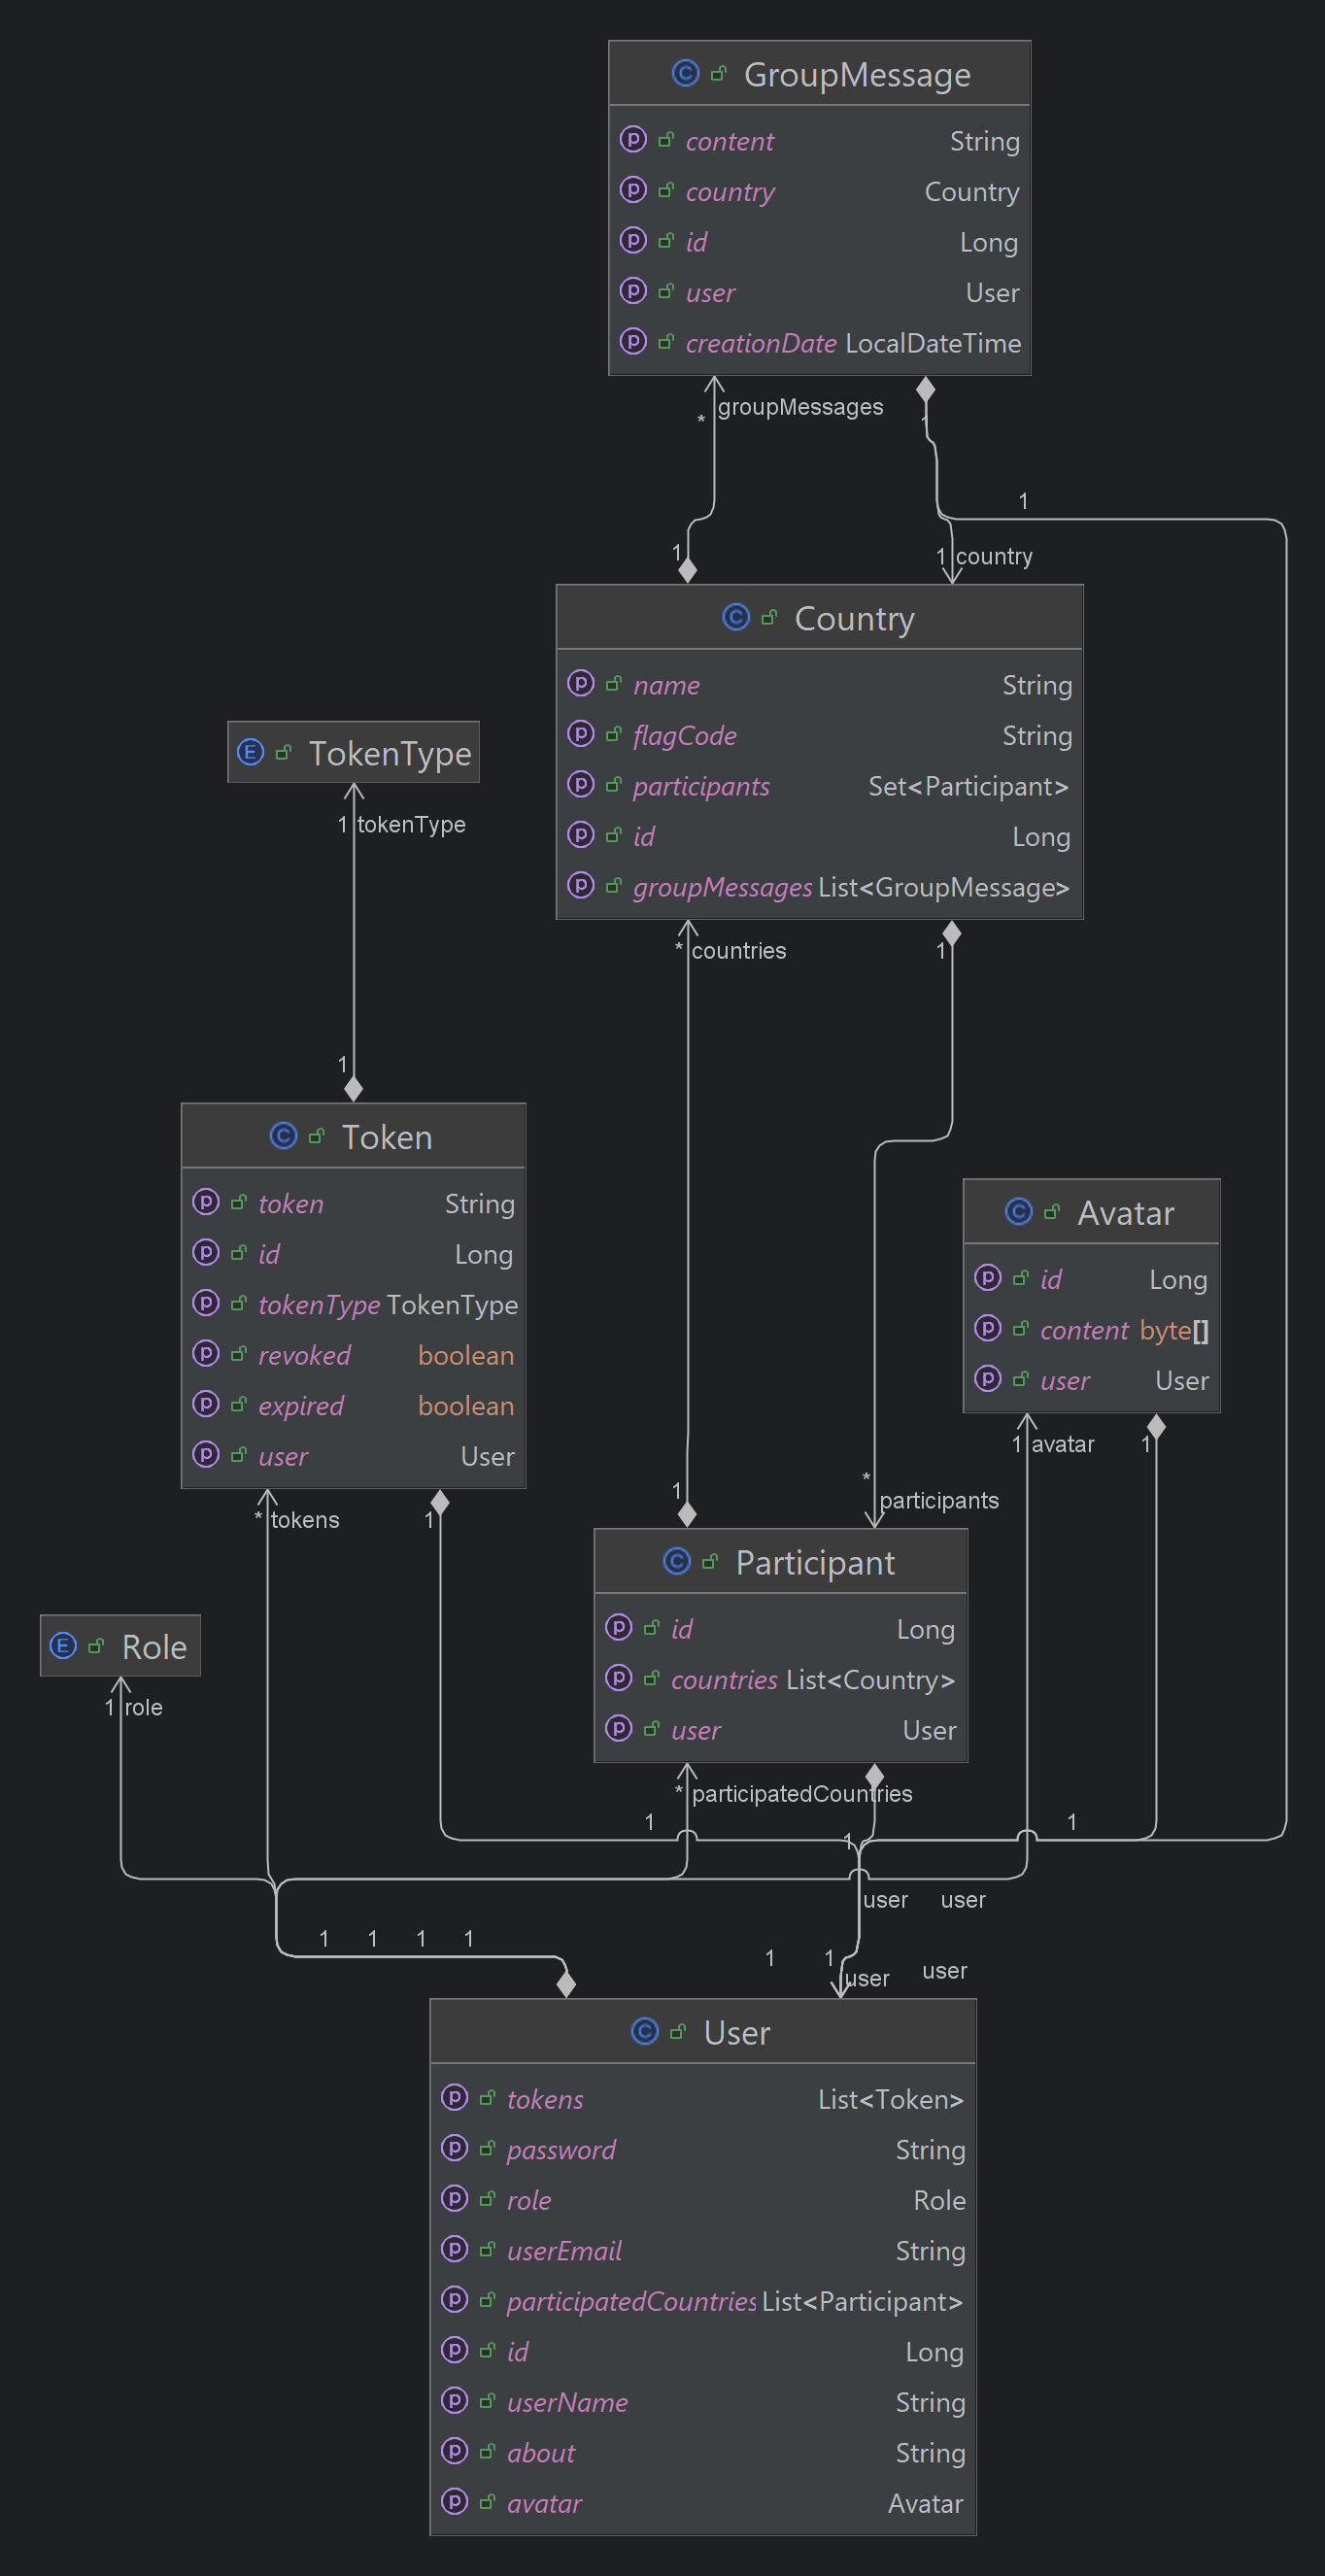 C GroupMessage
p content String
p country Country
p id Long
p user User
p creationDate LocalDateTime
* groupMessages
1
1
1
1 country
C Country
p name String
p flagCode String
p participants Set<Participant>
p id Long
p groupMessages List<GroupMessage>
E TokenType
1 tokenType
* countries
1
1
C Token
p token String
p id Long
p tokenType TokenType
p revoked boolean
p expired boolean
p user User
C Avatar
p id Long
p content byte[]
p user User
1 avatar
1
1
* participants
* tokens
1
C Participant
p id Long
p countries List<Country>
p user User
E Role
1 role
* participatedCountries
1
1
1
user
user
1 1 1 1
1
1 user
user
C User
p tokens List<Token>
p password String
p role Role
p userEmail String
p participatedCountries List<Participant>
p id Long
p userName String
p about String
p avatar Avatar